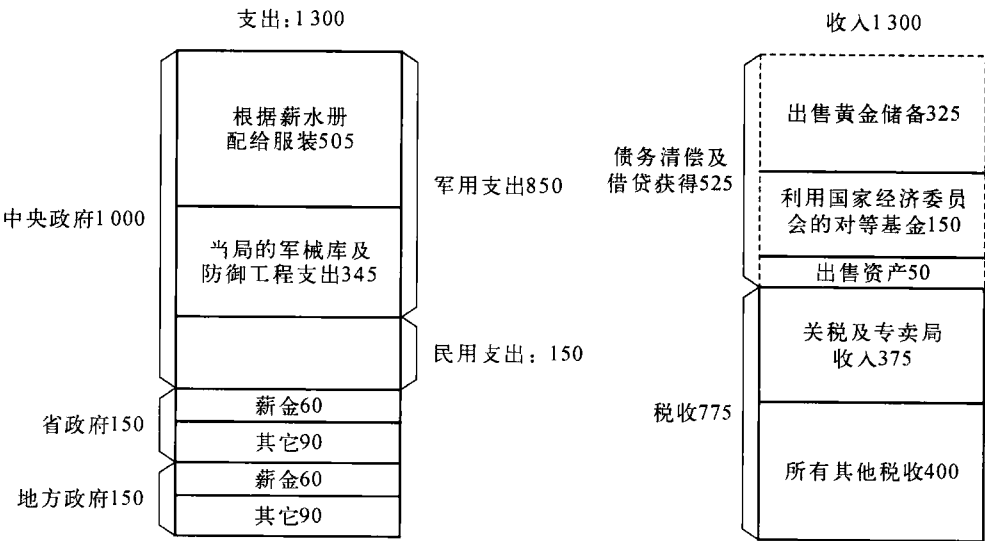 支出:1300
中央政府1000
根据薪水册
配给服装505
当局的军械库及
防御工程支出345
军用支出850
民用支出：150
省政府150
薪金60
其它90
地方政府150
薪金60
其它90
收入1300
债务清偿及
借贷获得525
出售黄金储备325
利用国家经济委员
会的对等基金150
出售资产50
税收775
关税及专卖局
收入375
所有其他税收400